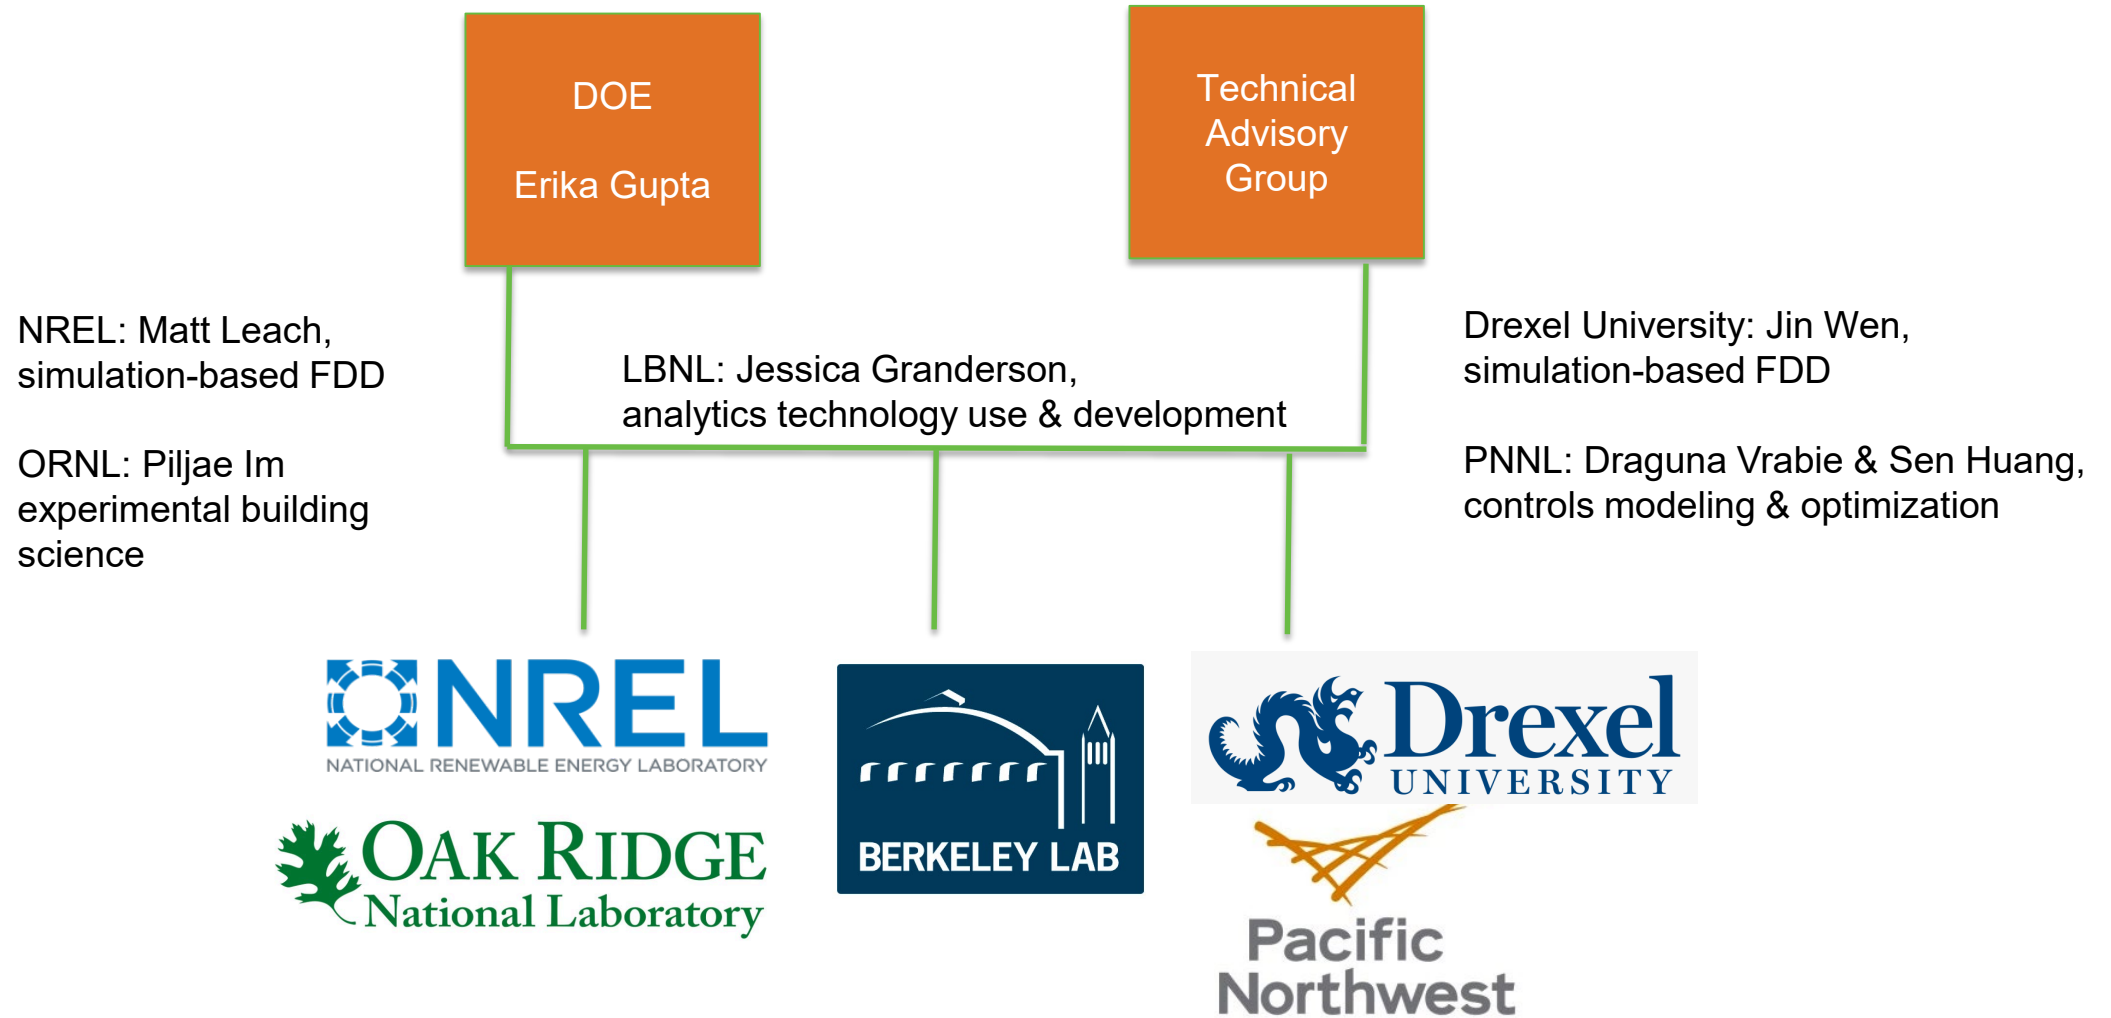 DOE
Erika Gupta
Technical
Advisory
Group
NREL: Matt Leach,
simulation-based FDD
ORNL: Piljae Im
experimental building
science
LBNL: Jessica Granderson,
analytics technology use & development
Drexel University: Jin Wen,
simulation-based FDD
PNNL: Draguna Vrabie & Sen Huang,
controls modeling & optimization
NREL
NATIONAL RENEWABLE ENERGY LABORATORY
OAK RIDGE
National Laboratory
BERKELEY LAB
Drexel
UNIVERSITY
Pacific
Northwest